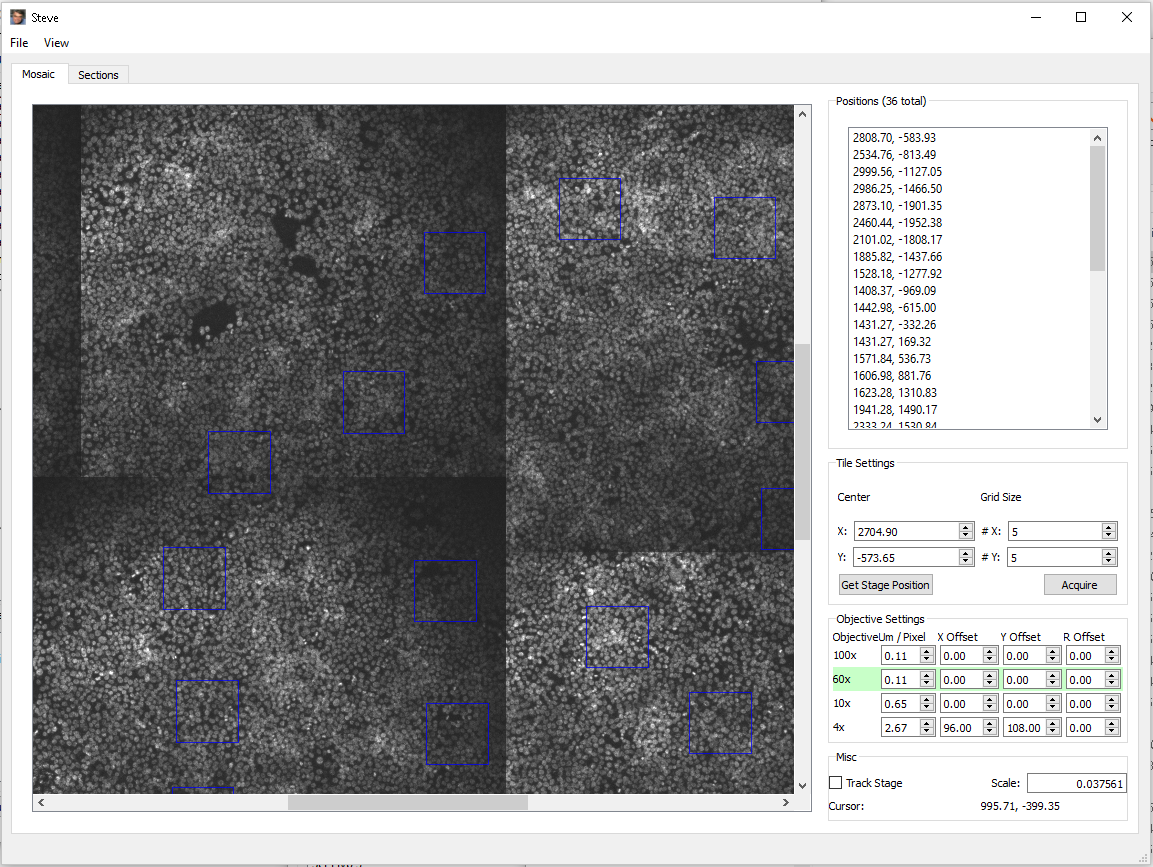 Steve
File View
Mosaic Sections
Positions (36 total)
2808.70, -583.93
2534.76, -813.49
2999.56, -1127.05
2986.25, -1466.50
2873.10, -1901.35
2460.44, -1952.38
2101.02, -1808.17
1885.82, -1437.66
1528.18, -1277.92
1408.37, -969.09
1442.98, -615.00
1431.27, -332.26
1431.27, 169.32
1571.84, 536.73
1606.98, 881.76
1623.28, 1310.83
1941.28, 1490.17
2333.24, 1530.84
Tile Settings
Center Grid Size
X: 2704.90 # X: 5
Y: -573.65 # Y: 5
Get Stage Position Acquire
Objective Settings
Objective Um / Pixel X Offset Y Offset R Offset
100x 0.11 0.00 0.00 0.00
60x 0.11 0.00 0.00 0.00
10x 0.65 0.00 0.00 0.00
4x 2.67 96.00 108.00 0.00
Misc
Track Stage Scale: 0.037561
Cursor: 995.71, -399.35